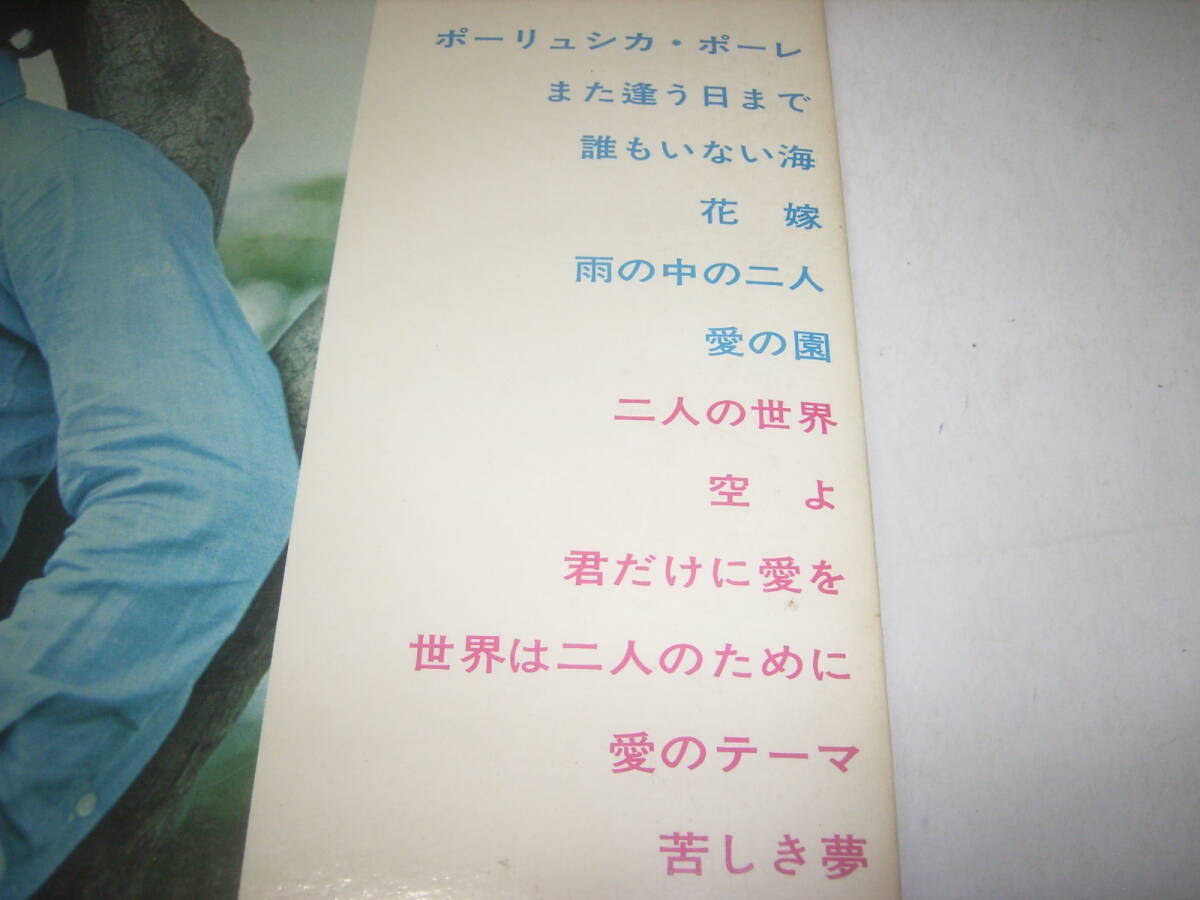 ポーリュシカ・ポーレ
また逢う日まで
誰もいない海
花　嫁
雨の中の二人
愛の園
二人の世界
空　よ
君だけに愛を
世界は二人のために
愛のテーマ
苦しき夢